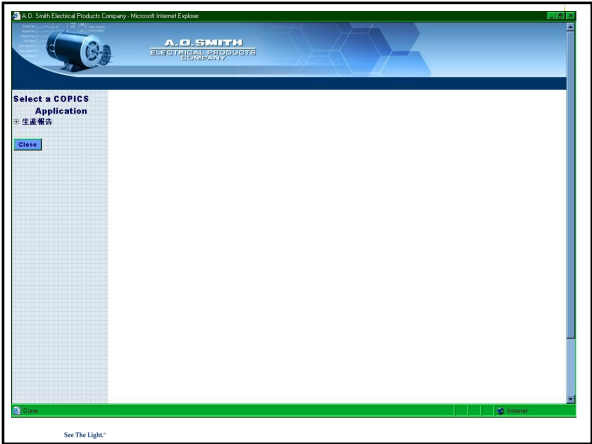 A. O. Smith Electrical Products Company - Microsoft Internet Explorer
A.O.SMITH
ELECTRICAL PRODUCTS
COMPANY
Select a COPICS
Application
生產報告
Close
Done
Internet
See The Light.™